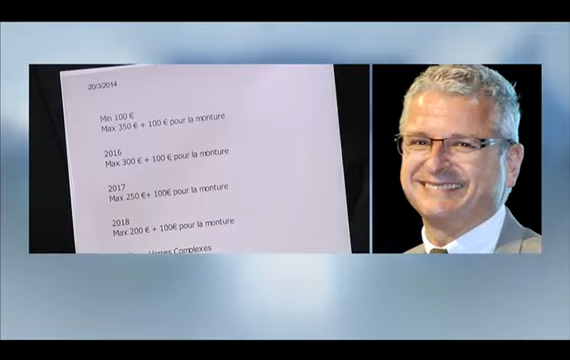 20/3/2014
Min 100 €
Max 350 € + 100 € pour la monture
2016
Max 300 € + 100 € pour la monture
2017
Max 250 €+ 100€ pour la monture
2018
Max 200 € + 100€ pour la monture
Verres Complexes